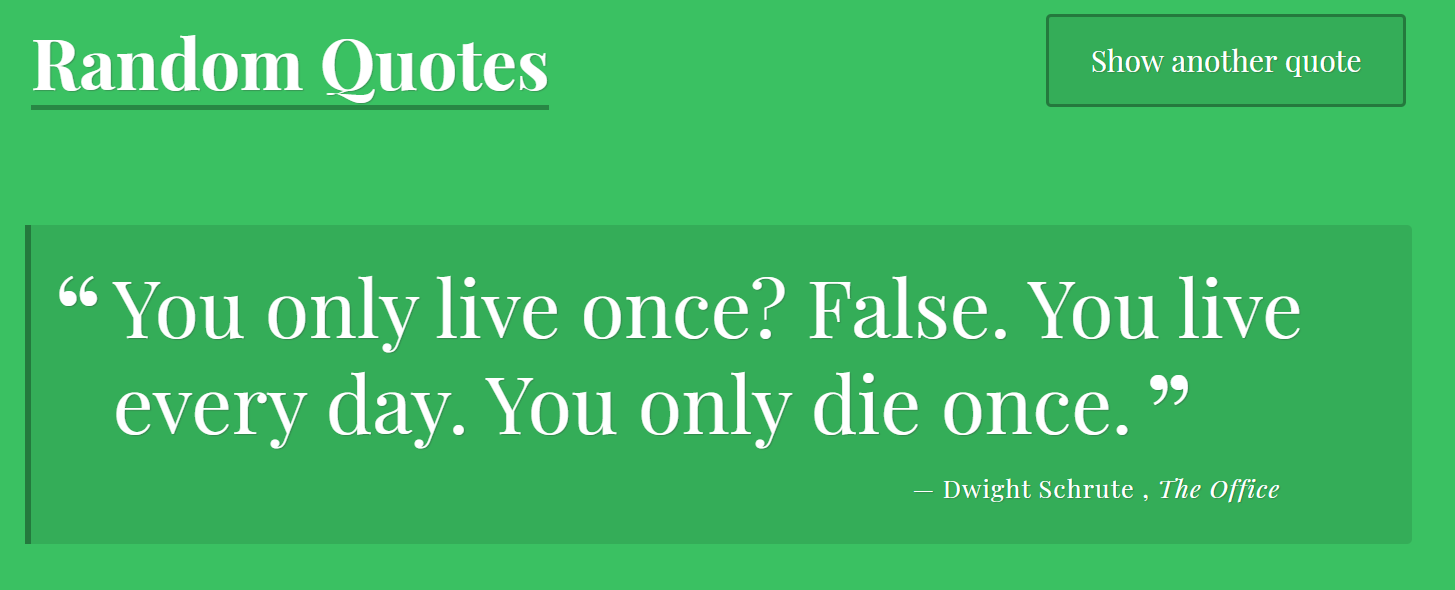 Random Quotes
Show another quote
“ You only live once? False. You live
every day. You only die once. ”
— Dwight Schrute , The Office